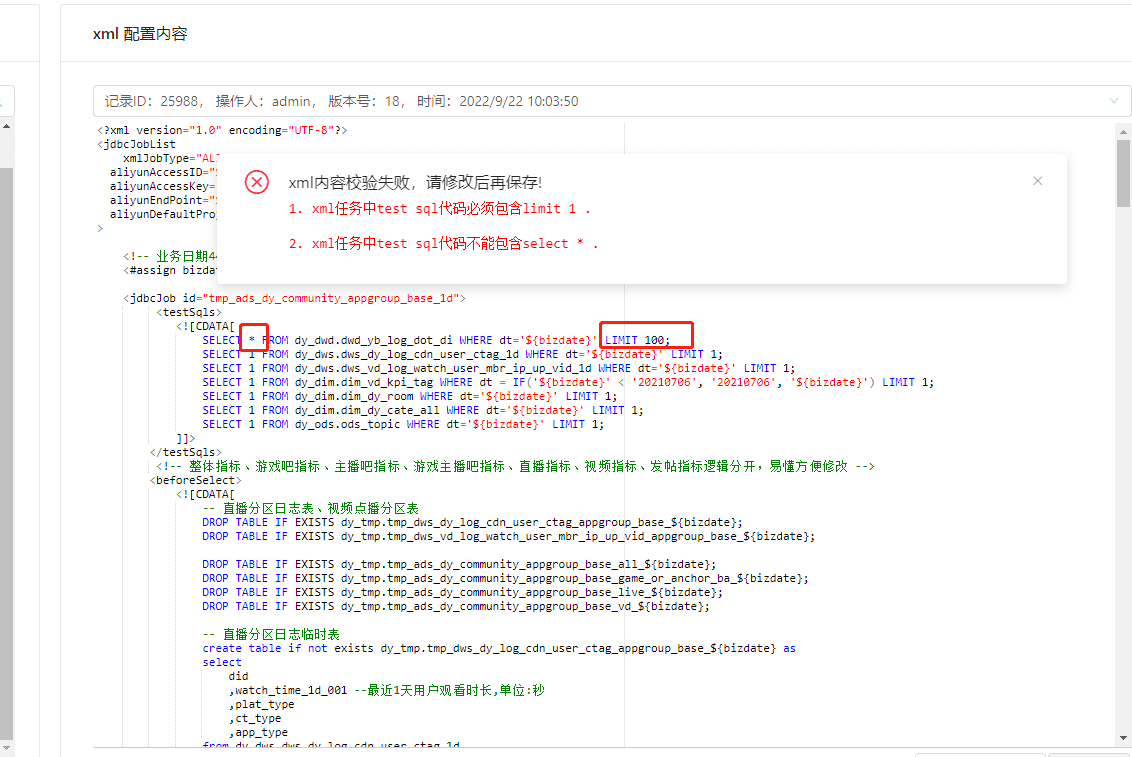 xml 配置内容
记录ID：25988， 操作人：admin， 版本号：18， 时间：2022/9/22 10:03:50
<?xml version="1.0" encoding="UTF-8"?>
<jdbcJobList
xmlJobType="AL
aliyunAccessID="
aliyunAccessKey=
aliyunEndPoint="
aliyunDefaultPro
>
xml内容校验失败，请修改后再保存!
1. xml任务中test sql代码必须包含limit 1 .
2. xml任务中test sql代码不能包含select * .
<!-- 业务日期4
<#assign bizda
<jdbcJob id="tmp_ads_dy_community_appgroup_base_1d">
<testSqls>
<![CDATA[
SELECT * FROM dy_dwd.dwd_yb_log_dot_di WHERE dt='${bizdate}' LIMIT 100;
SELECT 1 FROM dy_dws.dws_dy_log_cdn_user_ctag_1d WHERE dt='${bizdate}' LIMIT 1;
SELECT 1 FROM dy_dws.dws_vd_log_watch_user_mbr_ip_up_vid_1d WHERE dt='${bizdate}' LIMIT 1;
SELECT 1 FROM dy_dim.dim_vd_kpi_tag WHERE dt = IF('${bizdate}' < '20210706', '20210706', '${bizdate}') LIMIT 1;
SELECT 1 FROM dy_dim.dim_dy_room WHERE dt='${bizdate}' LIMIT 1;
SELECT 1 FROM dy_dim.dim_dy_cate_all WHERE dt='${bizdate}' LIMIT 1;
SELECT 1 FROM dy_ods.ods_topic WHERE dt='${bizdate}' LIMIT 1;
]]>
</testSqls>
<!-- 整体指标、游戏吧指标、主播吧指标、游戏主播吧指标、直播指标、视频指标、发帖指标逻辑分开，易懂方便修改 -->
<beforeSelect>
<![CDATA[
-- 直播分区日志表、视频点播分区表
DROP TABLE IF EXISTS dy_tmp.tmp_dws_dy_log_cdn_user_ctag_appgroup_base_${bizdate};
DROP TABLE IF EXISTS dy_tmp.tmp_dws_vd_log_watch_user_mbr_ip_up_vid_appgroup_base_${bizdate};
DROP TABLE IF EXISTS dy_tmp.tmp_ads_dy_community_appgroup_base_all_${bizdate};
DROP TABLE IF EXISTS dy_tmp.tmp_ads_dy_community_appgroup_base_game_or_anchor_ba_${bizdate};
DROP TABLE IF EXISTS dy_tmp.tmp_ads_dy_community_appgroup_base_live_${bizdate};
DROP TABLE IF EXISTS dy_tmp.tmp_ads_dy_community_appgroup_base_vd_${bizdate};
-- 直播分区日志临时表
create table if not exists dy_tmp.tmp_dws_dy_log_cdn_user_ctag_appgroup_base_${bizdate} as
select
did
,watch_time_1d_001 --最近1天用户观看时长,单位:秒
,plat_type
,ct_type
,app_type
from dy_dws.dws_dy_log_cdn_user_ctag_1d